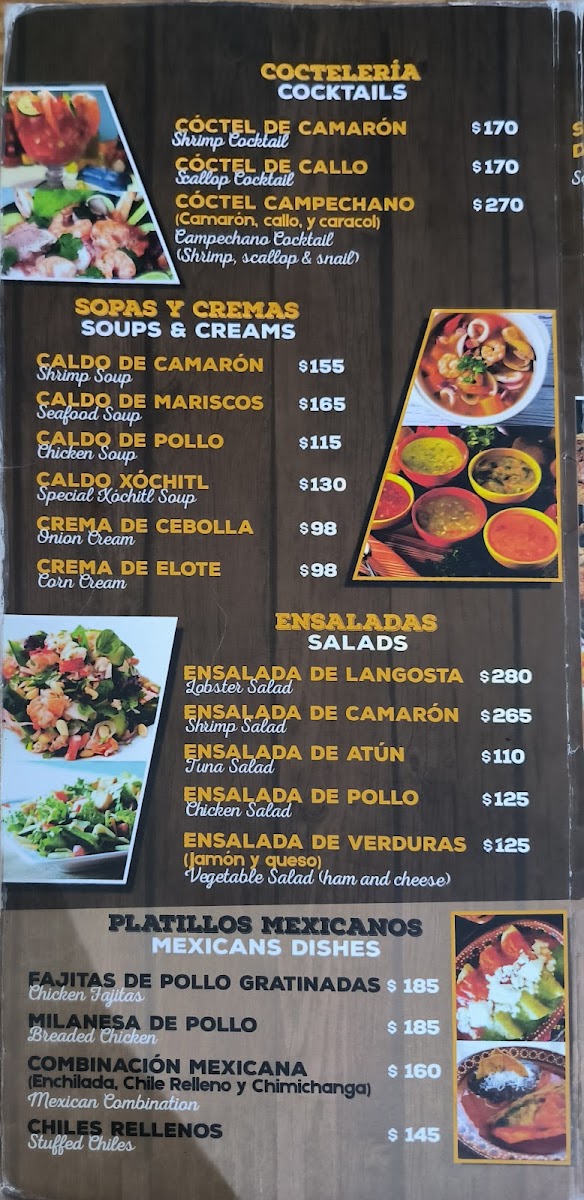 COCTELERÍA
COCKTAILS
CÓCTEL DE CAMARÓN $170
Shrimp Cocktail
CÓCTEL DE CALLO $170
Scallop Cocktail
CÓCTEL CAMPECHANO $270
(Camarón, callo, y caracol)
Campechano Cocktail
(Shrimp, scallop & snail)
SOPAS Y CREMAS
SOUPS & CREAMS
CALDO DE CAMARÓN $155
Shrimp Soup
CALDO DE MARISCOS $165
Seafood Soup
CALDO DE POLLO $115
Chicken Soup
CALDO XÓCHITL $130
Special Xóchitl Soup
CREMA DE CEBOLLA $98
Onion Cream
CREMA DE ELOTE $98
Corn Cream
ENSALADAS
SALADS
ENSALADA DE LANGOSTA $280
Lobster Salad
ENSALADA DE CAMARÓN $265
Shrimp Salad
ENSALADA DE ATÚN $110
Tuna Salad
ENSALADA DE POLLO $125
Chicken Salad
ENSALADA DE VERDURAS $125
(Jamón y queso)
Vegetable Salad (ham and cheese)
PLATILLOS MEXICANOS
MEXICANS DISHES
FAJITAS DE POLLO GRATINADAS $ 185
Chicken Fajitas
MILANESA DE POLLO $ 185
Breaded Chicken
COMBINACIÓN MEXICANA $ 160
(Enchilada, Chile Relleno y Chimichanga)
Mexican Combination
CHILES RELLENOS $ 145
Stuffed Chiles